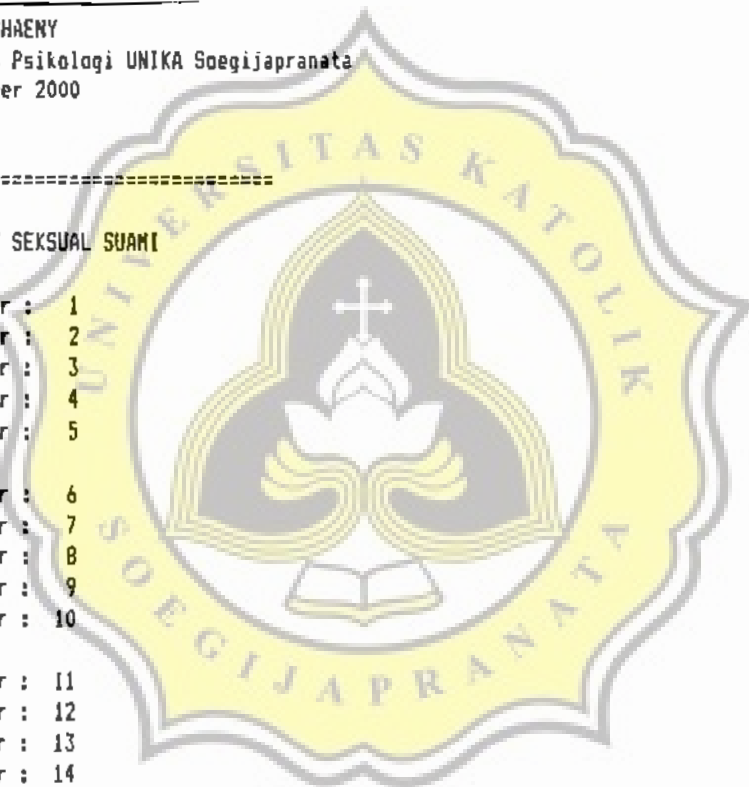 HAENY
Psikologi UNIKA Soegijapranata
er 2000
============================
SEKSUAL SUAMI
r : 1
r : 2
r : 3
r : 4
r : 5
r : 6
r : 7
r : 8
r : 9
r : 10
r : 11
r : 12
r : 13
r : 14
UNIVERSITAS KATOLIK
SOEGIJAPRANATA